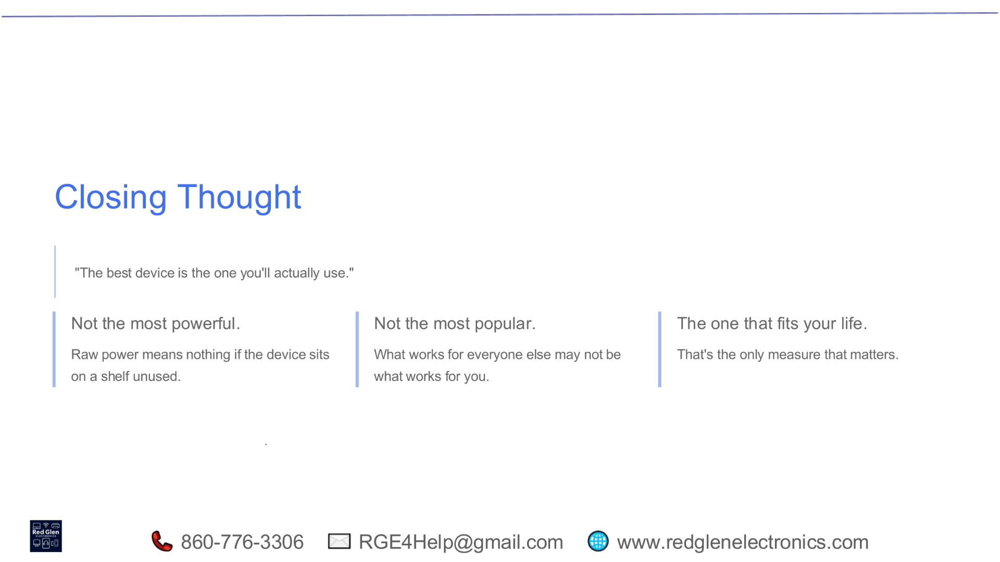 Closing Thought
"The best device is the one you'll actually use."
Not the most powerful.
Raw power means nothing if the device sits
on a shelf unused.
Not the most popular.
What works for everyone else may not be
what works for you.
The one that fits your life.
That's the only measure that matters.
.
Red Glen
ELECTRONICS
860-776-3306
RGE4Help@gmail.com
www.redglenelectronics.com